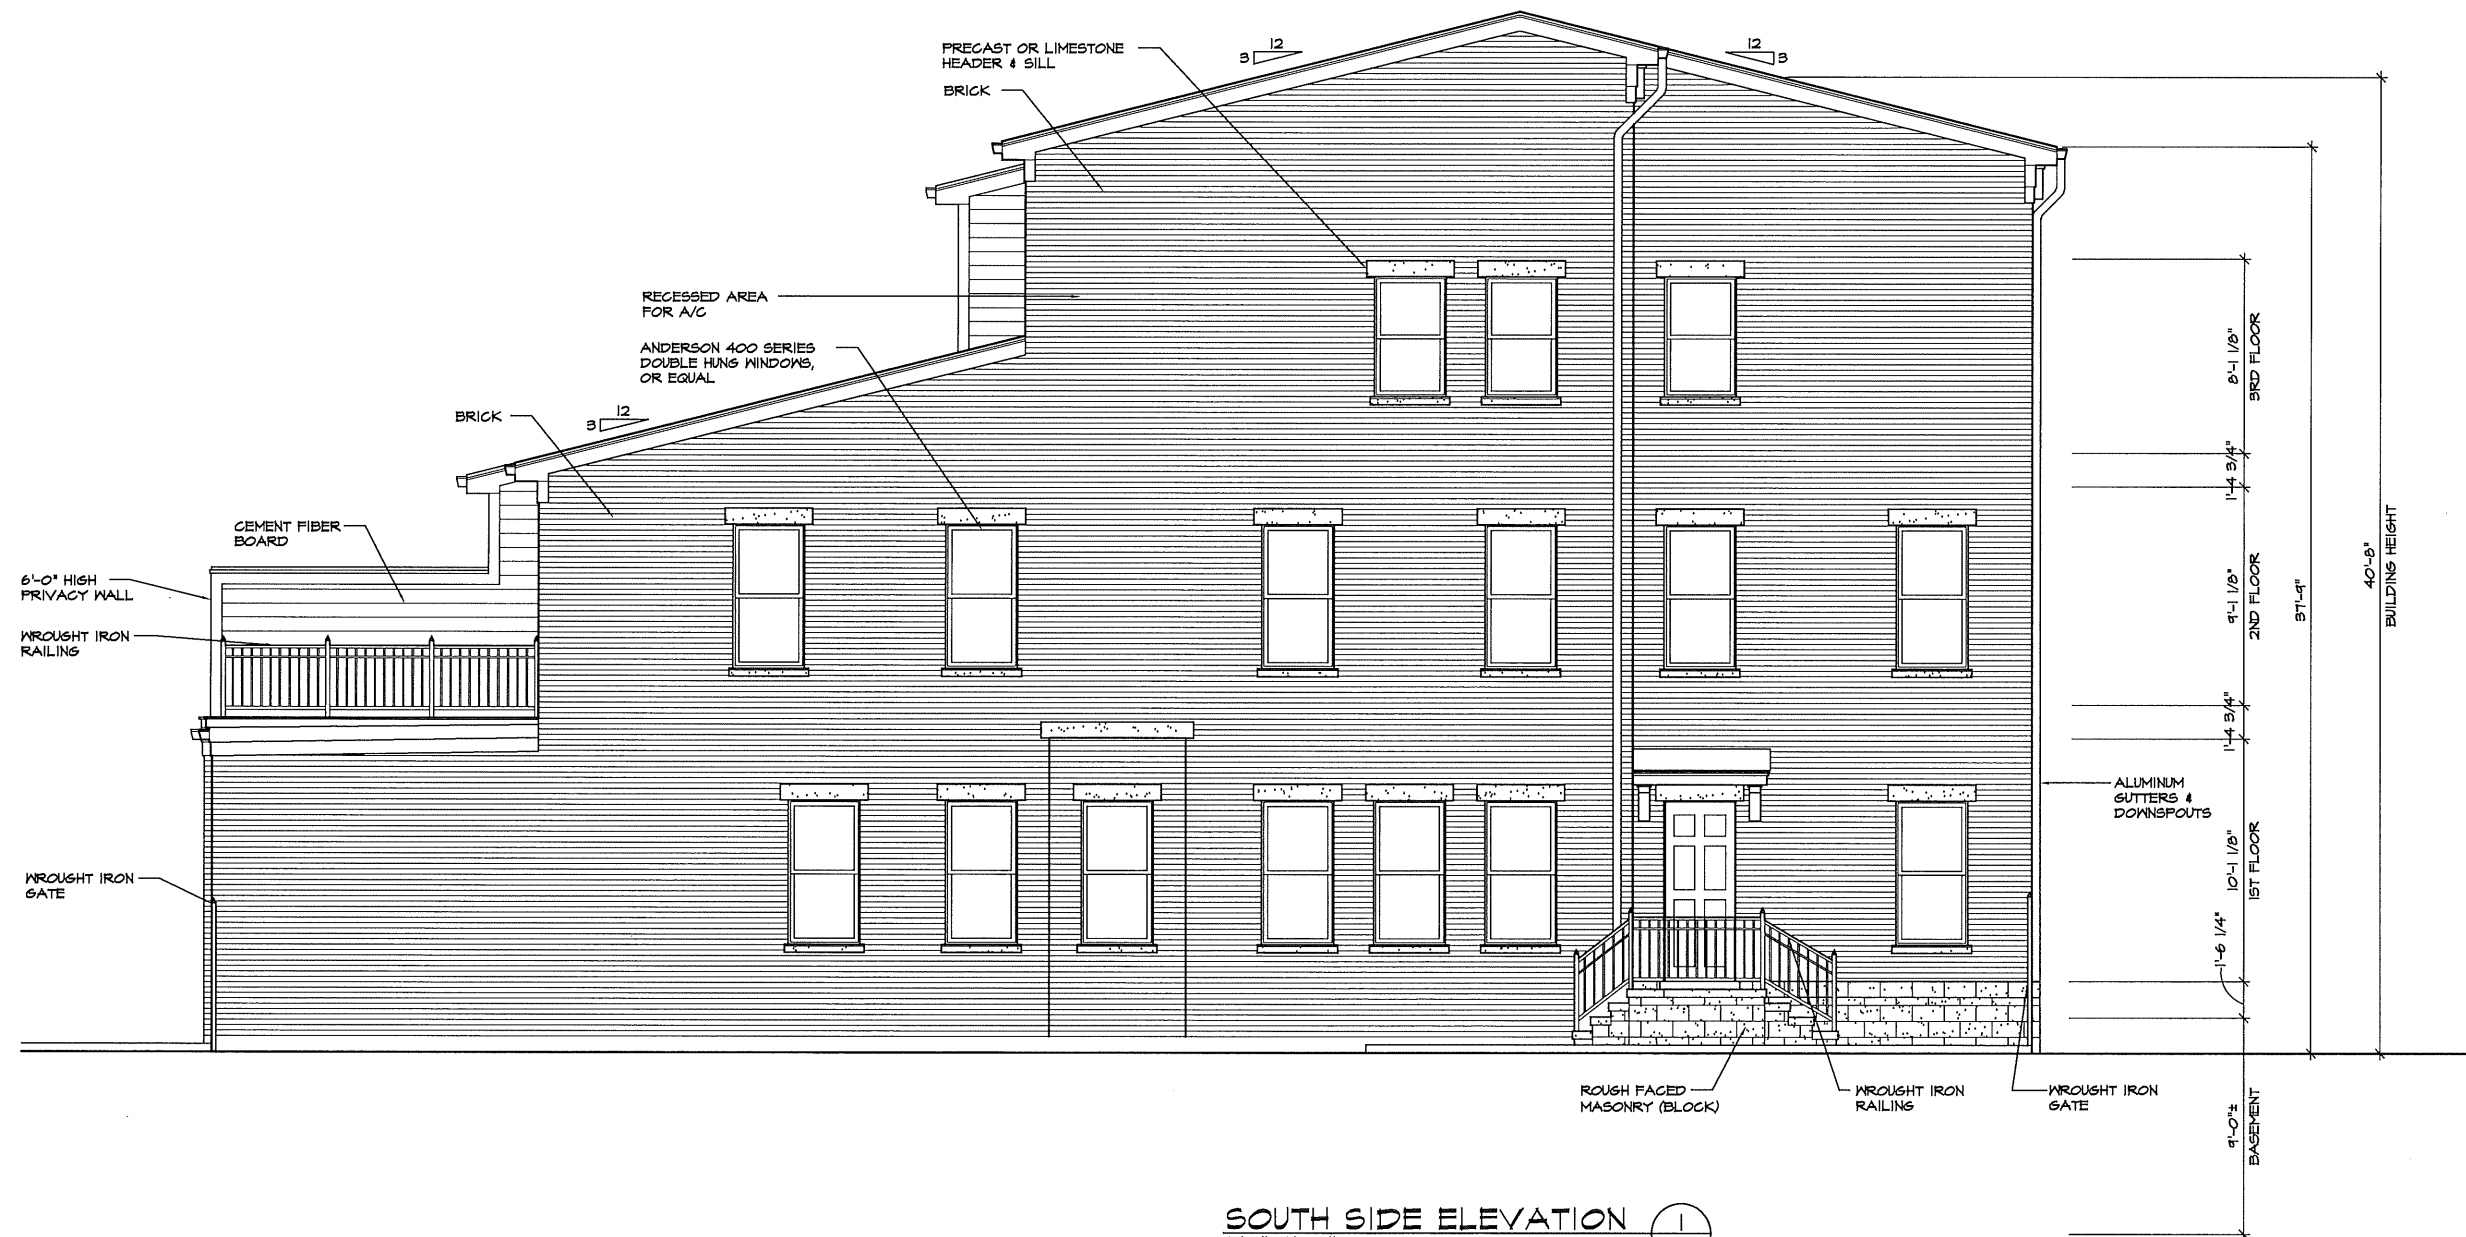 PRECAST OR LIMESTONE
HEADER & SILL
BRICK
12
3
12
3
RECESSED AREA
FOR A/C
ANDERSON 400 SERIES
DOUBLE HUNG WINDOWS,
OR EQUAL
BRICK
12
3
CEMENT FIBER
BOARD
6'-0" HIGH
PRIVACY WALL
WROUGHT IRON
RAILING
WROUGHT IRON
GATE
8'-1 1/8"
3RD FLOOR
1'-4 3/4"
9'-1 1/8"
2ND FLOOR
1'-4 3/4"
10'-1 1/8"
1ST FLOOR
1'-6 1/4"
9'-0"±
BASEMENT
37'-9"
40'-8"
BUILDING HEIGHT
ALUMINUM
GUTTERS &
DOWNSPOUTS
ROUGH FACED
MASONRY (BLOCK)
WROUGHT IRON
RAILING
WROUGHT IRON
GATE
SOUTH SIDE ELEVATION
1